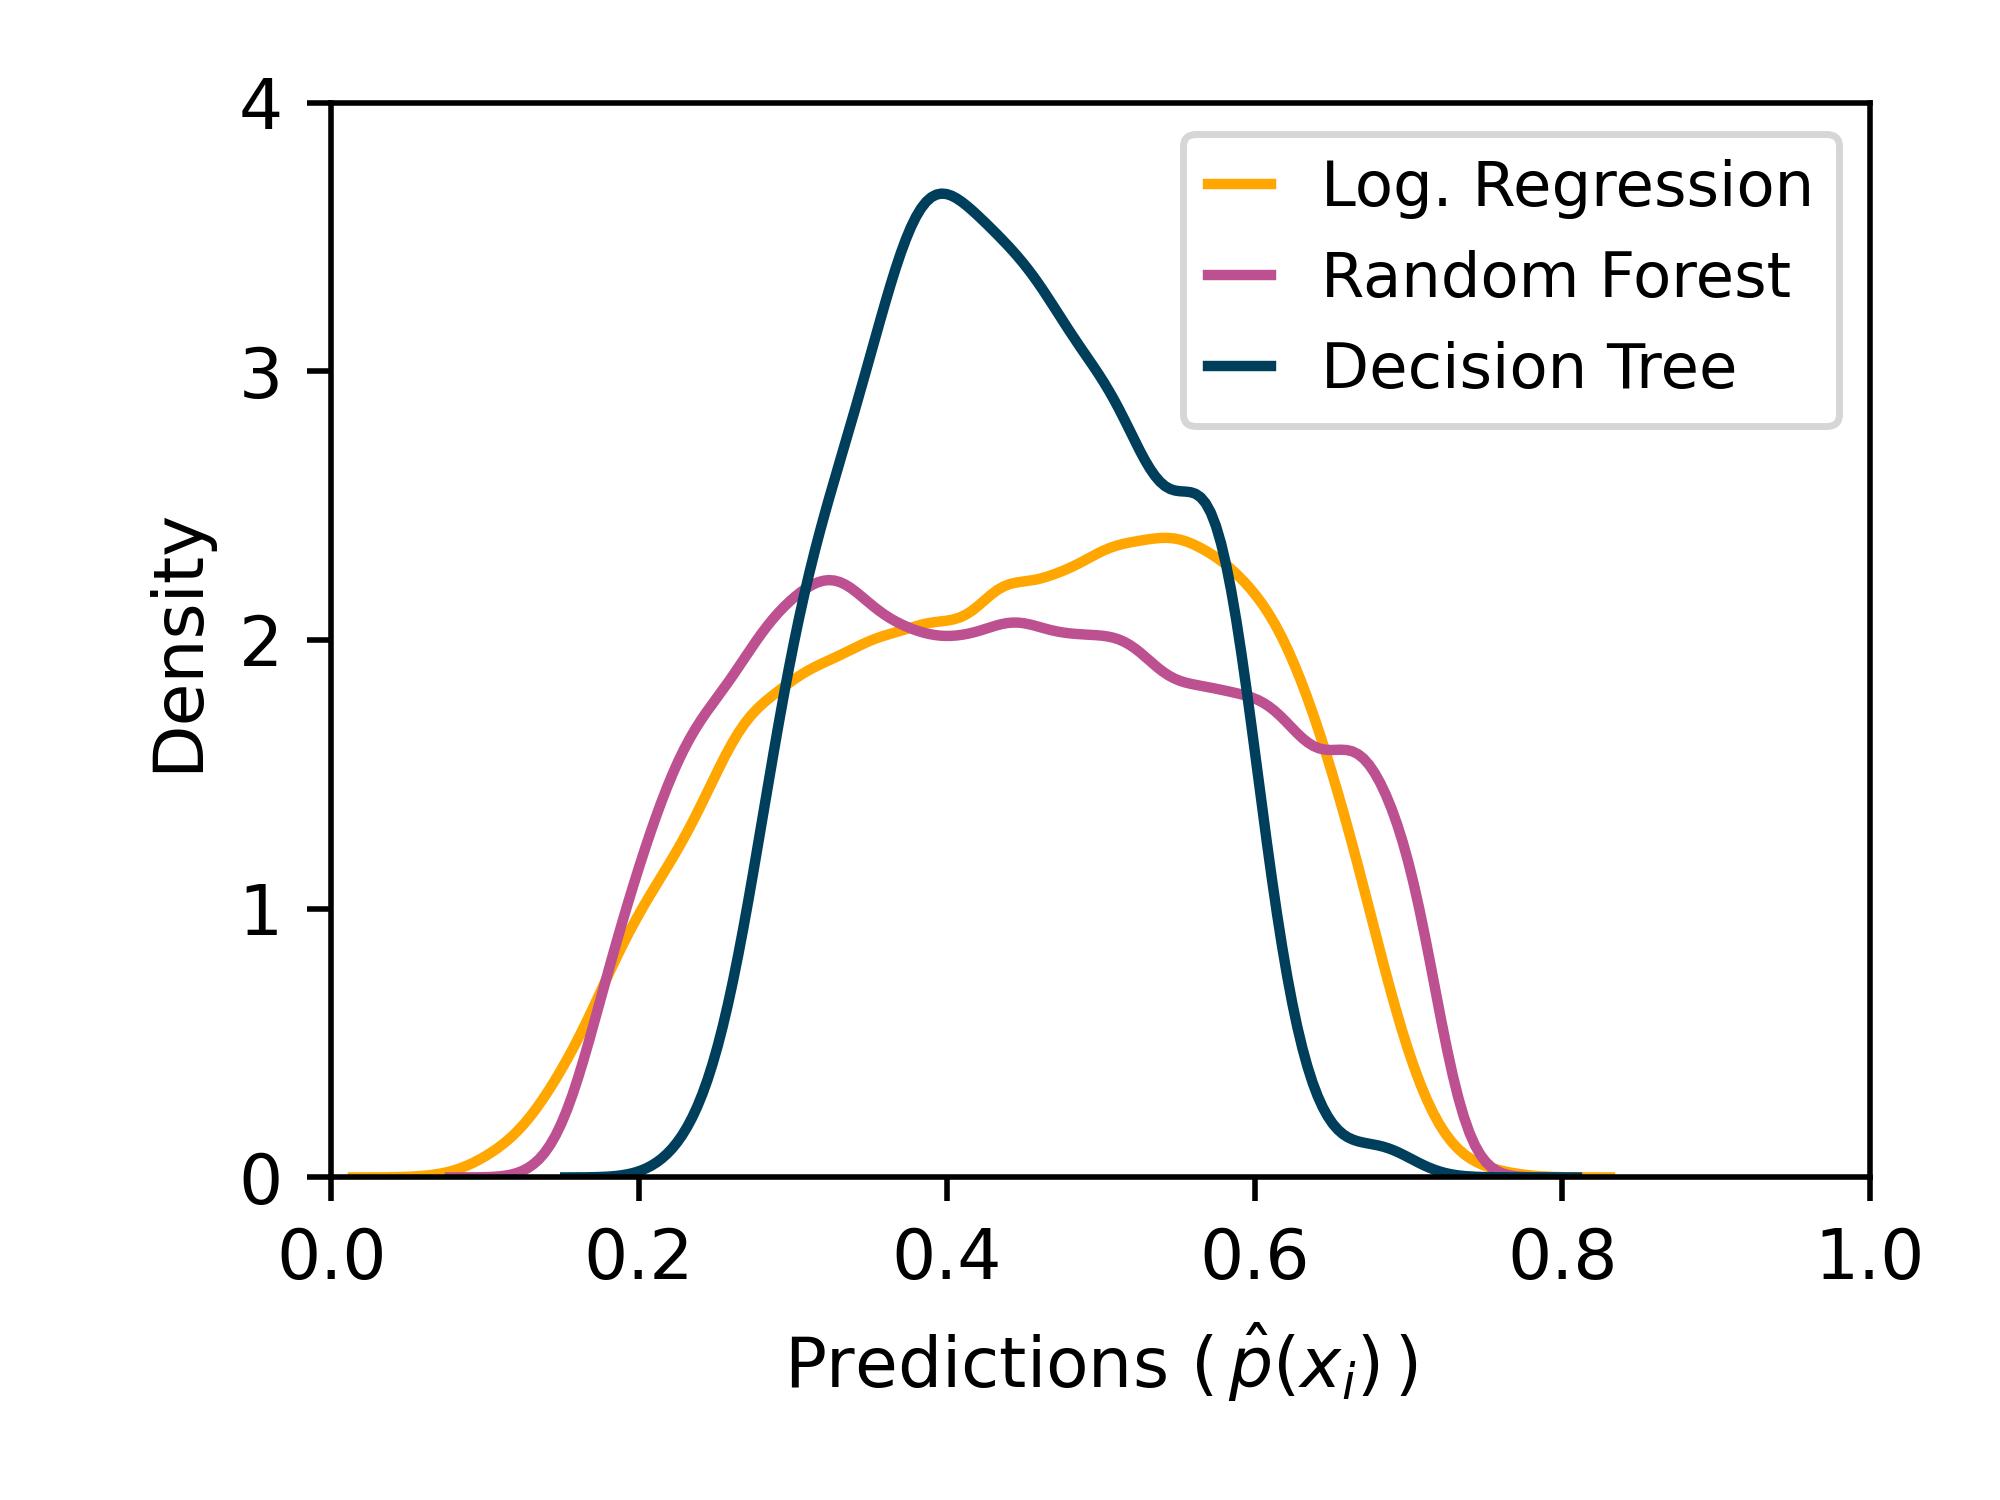 4
3
2
1
0
Density
Log. Regression
Random Forest
Decision Tree
0.0 0.2 0.4 0.6 0.8 1.0
Predictions ( p̂(xᵢ) )